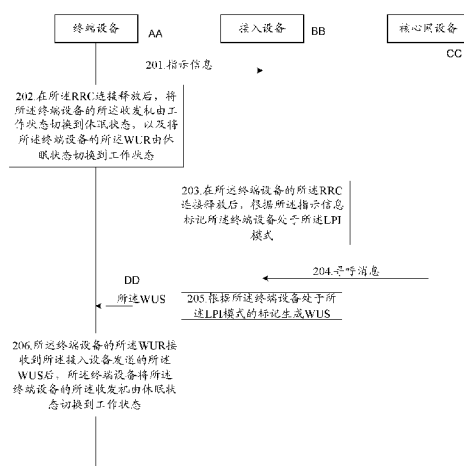 终端设备
AA
接入设备
BB
核心网设备
CC
201.指示信息
202.在所述RRC连接释放后，将
所述终端设备的所述收发机由工
作状态切换到休眠状态，以及将
所述终端设备的所述WUR由休
眠状态切换到工作状态
203.在所述终端设备的所述RRC
连接释放后，根据所述指示信息
标记所述终端设备处于所述LPI
模式
204.寻呼消息
DD
所述WUS
205.根据所述终端设备处于所
述LPI模式的标记生成WUS
206.所述终端设备的所述WUR接
收到所述接入设备发送的所述
WUS后，所述终端设备将所述
终端设备的所述收发机由休眠状
态切换到工作状态